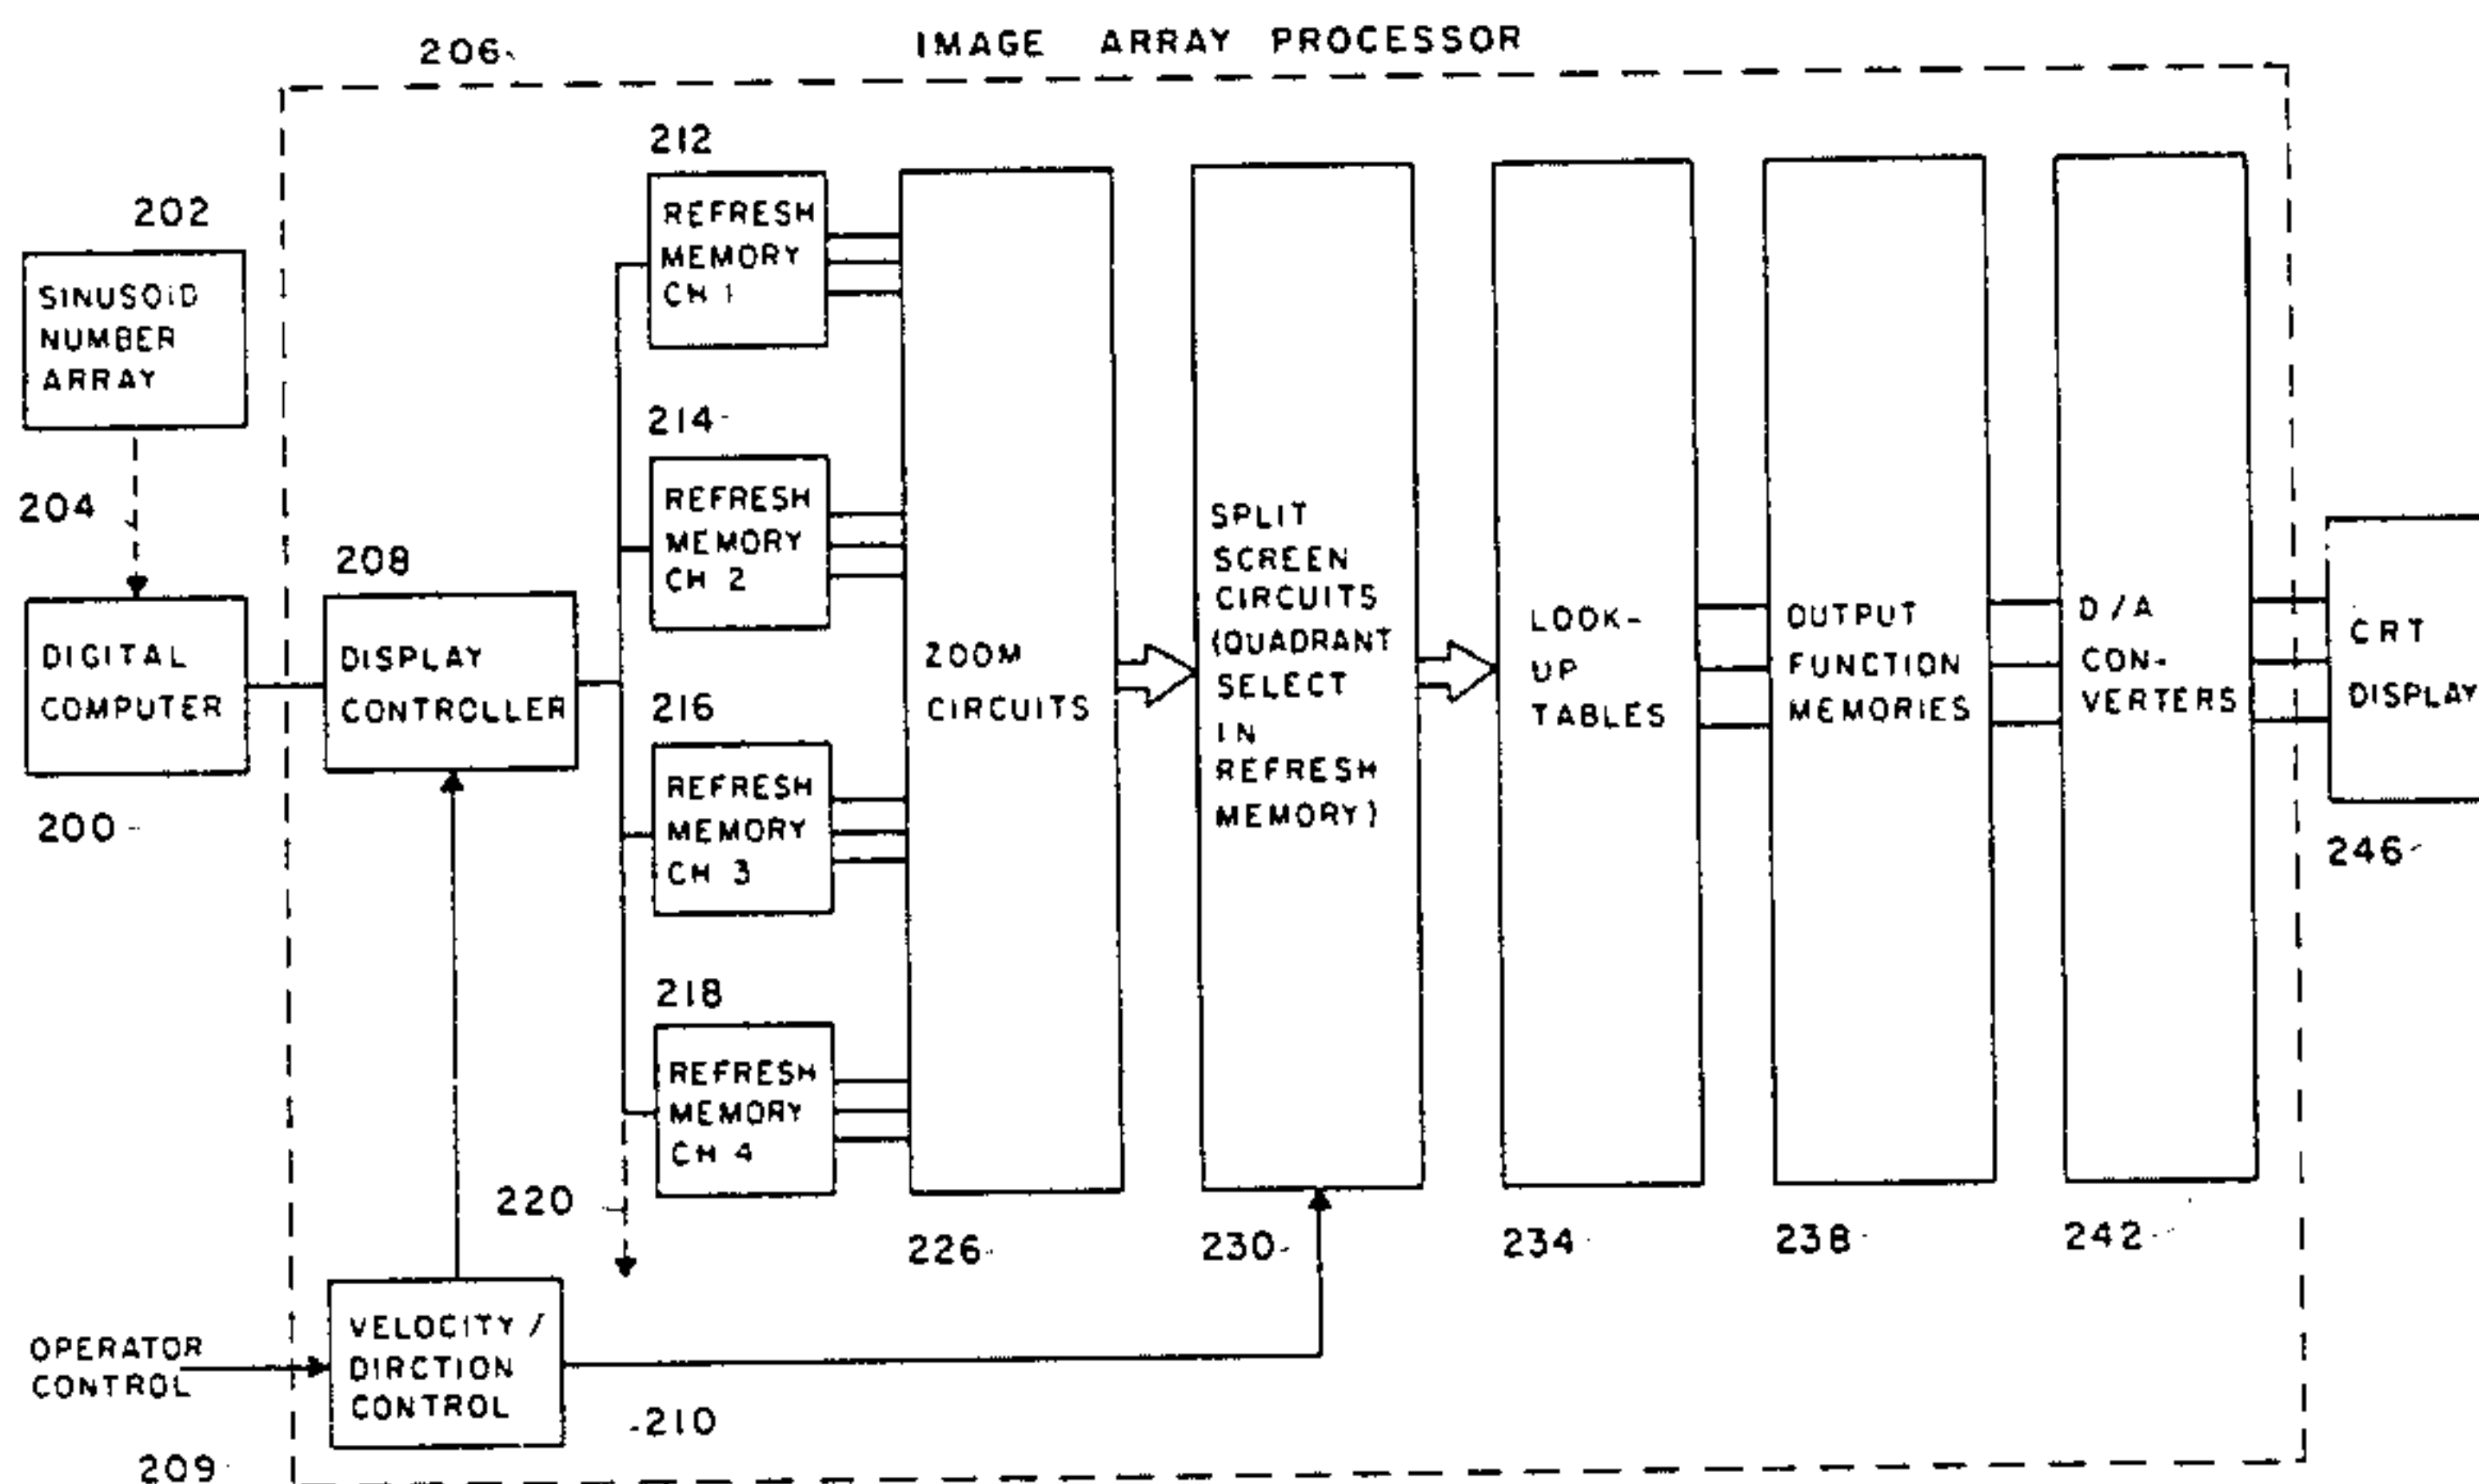 IMAGE ARRAY PROCESSOR
206
202
SINUSOID
NUMBER
ARRAY
204
DIGITAL
COMPUTER
200
208
DISPLAY
CONTROLLER
212
REFRESH
MEMORY
CH 1
214
REFRESH
MEMORY
CH 2
216
REFRESH
MEMORY
CH 3
218
REFRESH
MEMORY
CH 4
220
ZOOM
CIRCUITS
226
SPLIT
SCREEN
CIRCUITS
(QUADRANT
SELECT
IN
REFRESH
MEMORY)
230
LOOK-
UP
TABLES
234
OUTPUT
FUNCTION
MEMORIES
238
D/A
CON-
VERTERS
242
CRT
DISPLAY
246
OPERATOR
CONTROL
209
VELOCITY/
DIRCTION
CONTROL
210